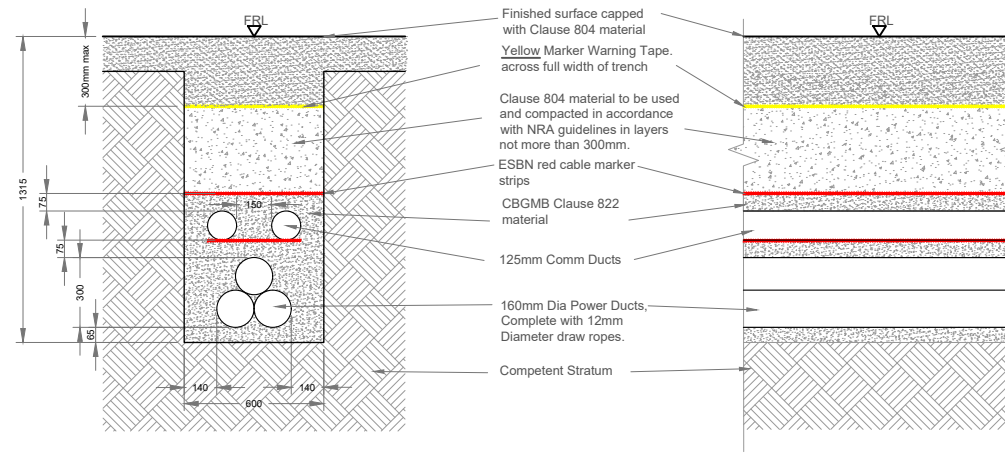 FRL
Finished surface capped
with Clause 804 material
FRL
300mm max
Yellow Marker Warning Tape.
across full width of trench
Clause 804 material to be used
and compacted in accordance
with NRA guidelines in layers
not more than 300mm.
1315
ESBN red cable marker
strips
75
150
CBGMB Clause 822
material
75
125mm Comm Ducts
300
160mm Dia Power Ducts,
Complete with 12mm
Diameter draw ropes.
65
Competent Stratum
140
140
600